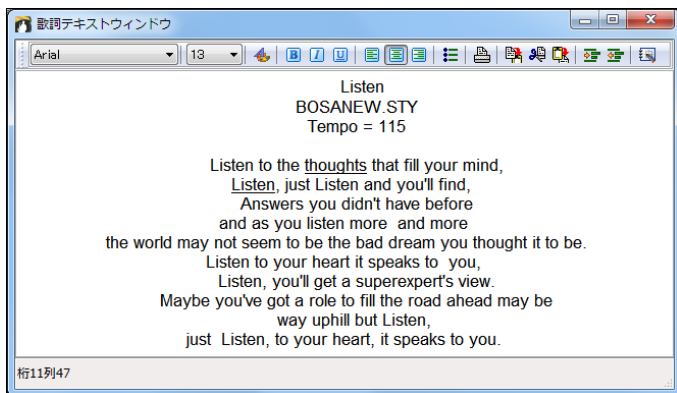 歌詞テキストウィンドウ
Arial 13 B I U
Listen
BOSANEW.STY
Tempo = 115
Listen to the thoughts that fill your mind,
Listen, just Listen and you'll find,
Answers you didn't have before
and as you listen more  and more
the world may not seem to be the bad dream you thought it to be.
Listen to your heart it speaks to  you,
Listen, you'll get a superexpert's view.
Maybe you've got a role to fill the road ahead may be
way uphill but Listen,
just  Listen, to your heart, it speaks to you.
桁11列47